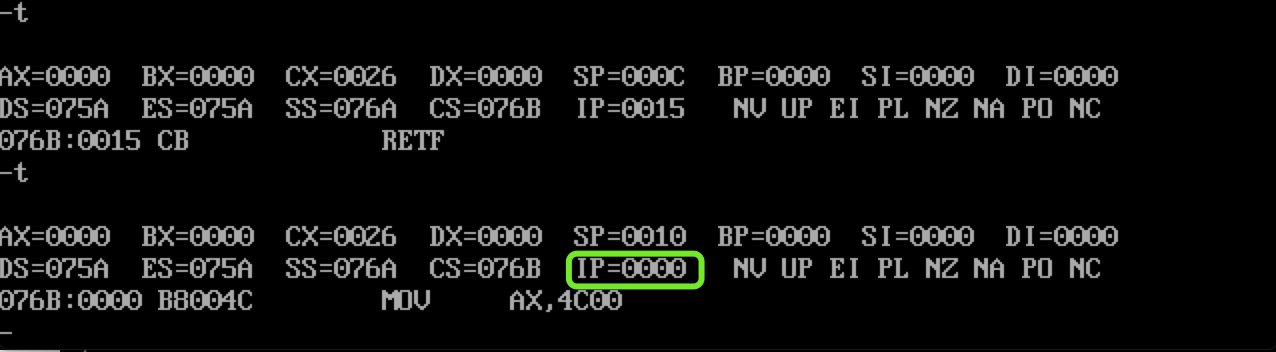 -t
AX=0000 BX=0000 CX=0026 DX=0000 SP=000C BP=0000 SI=0000 DI=0000
DS=075A ES=075A SS=076A CS=076B IP=0015 NV UP EI PL NZ NA PO NC
076B:0015 CB RETF
-t
AX=0000 BX=0000 CX=0026 DX=0000 SP=0010 BP=0000 SI=0000 DI=0000
DS=075A ES=075A SS=076A CS=076B IP=0000 NV UP EI PL NZ NA PO NC
076B:0000 B8004C MOV AX,4C00
-